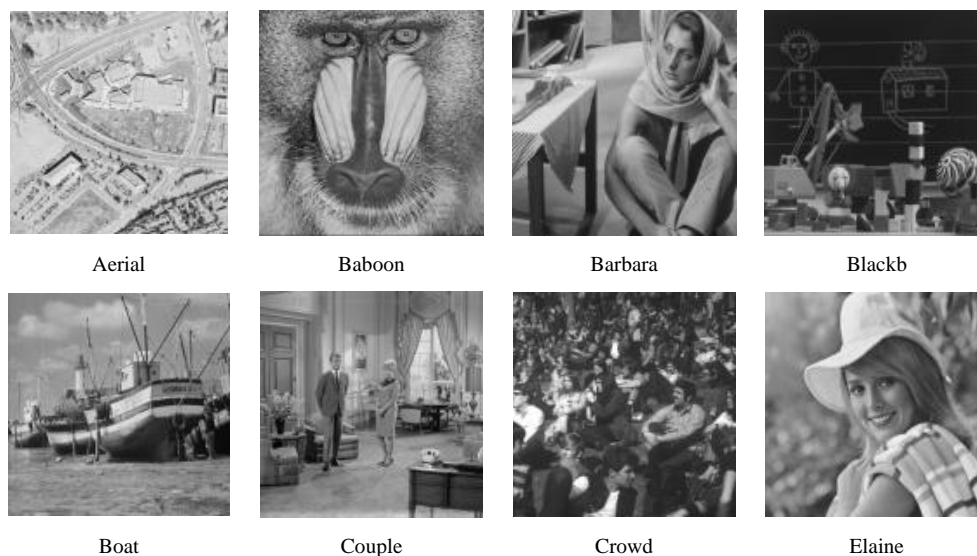 Aerial
Baboon
Barbara
Blackb
Boat
Couple
Crowd
Elaine